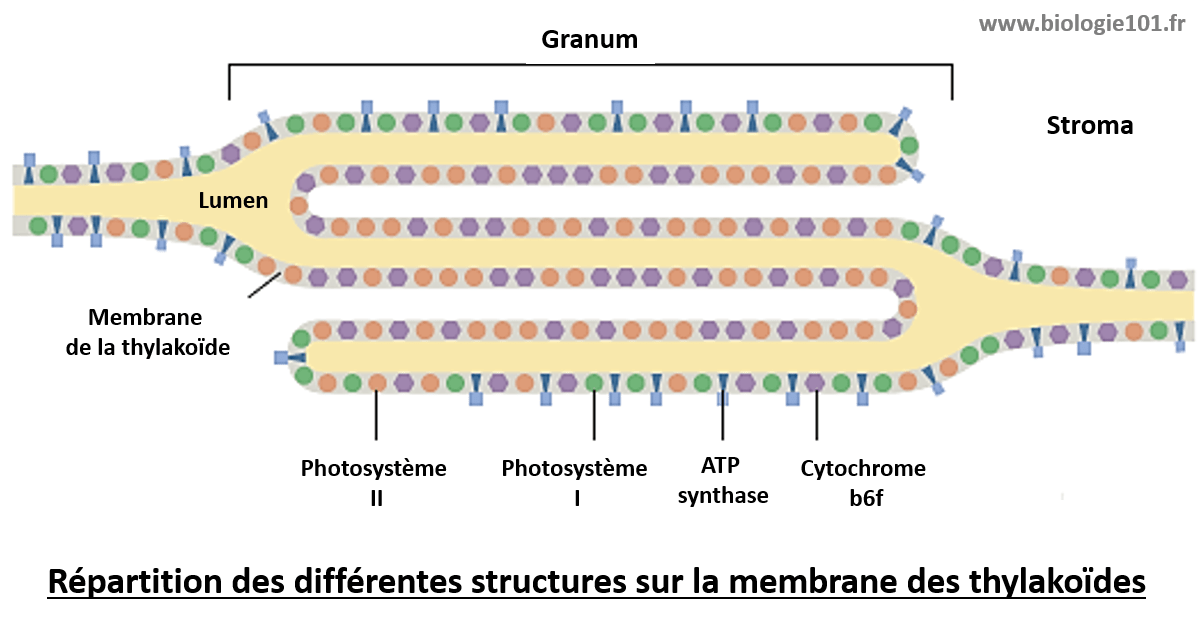 www.biologie101.fr
Granum
Stroma
Lumen
Membrane
de la thylakoïde
Photosystème
II
Photosystème
I
ATP
synthase
Cytochrome
b6f
Répartition des différentes structures sur la membrane des thylakoïdes